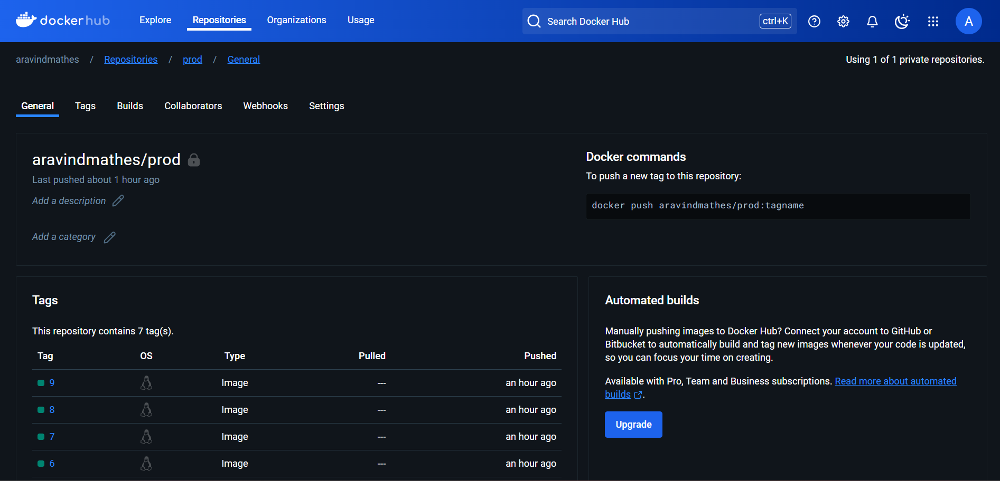 docker hub Explore Repositories Organizations Usage Search Docker Hub ctrl+K A
aravindmathes / Repositories / prod / General Using 1 of 1 private repositories.
General Tags Builds Collaborators Webhooks Settings
aravindmathes/prod
Last pushed about 1 hour ago
Add a description
Add a category
Docker commands
To push a new tag to this repository:
docker push aravindmathes/prod:tagname
Tags
This repository contains 7 tag(s).
Tag OS Type Pulled Pushed
9 Image --- an hour ago
8 Image --- an hour ago
7 Image --- an hour ago
6 Image --- an hour ago
Automated builds
Manually pushing images to Docker Hub? Connect your account to GitHub or
Bitbucket to automatically build and tag new images whenever your code is updated,
so you can focus your time on creating.
Available with Pro, Team and Business subscriptions. Read more about automated
builds.
Upgrade